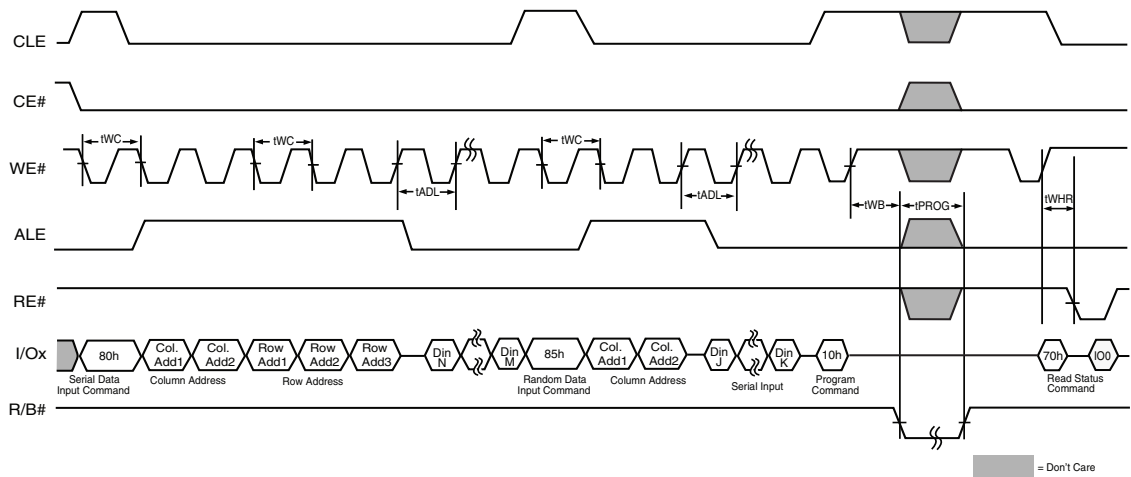 CLE
CE#
tWC
tWC
tWC
WE#
tADL
tADL
tWB
tPROG
tWHR
ALE
RE#
I/Ox
80h
Col. Add1
Col. Add2
Row Add1
Row Add2
Row Add3
Din N
Din M
85h
Col. Add1
Col. Add2
Din J
Din K
10h
70h
IO0
Serial Data
Input Command
Column Address
Row Address
Random Data
Input Command
Column Address
Serial Input
Program
Command
Read Status
Command
R/B#
= Don't Care